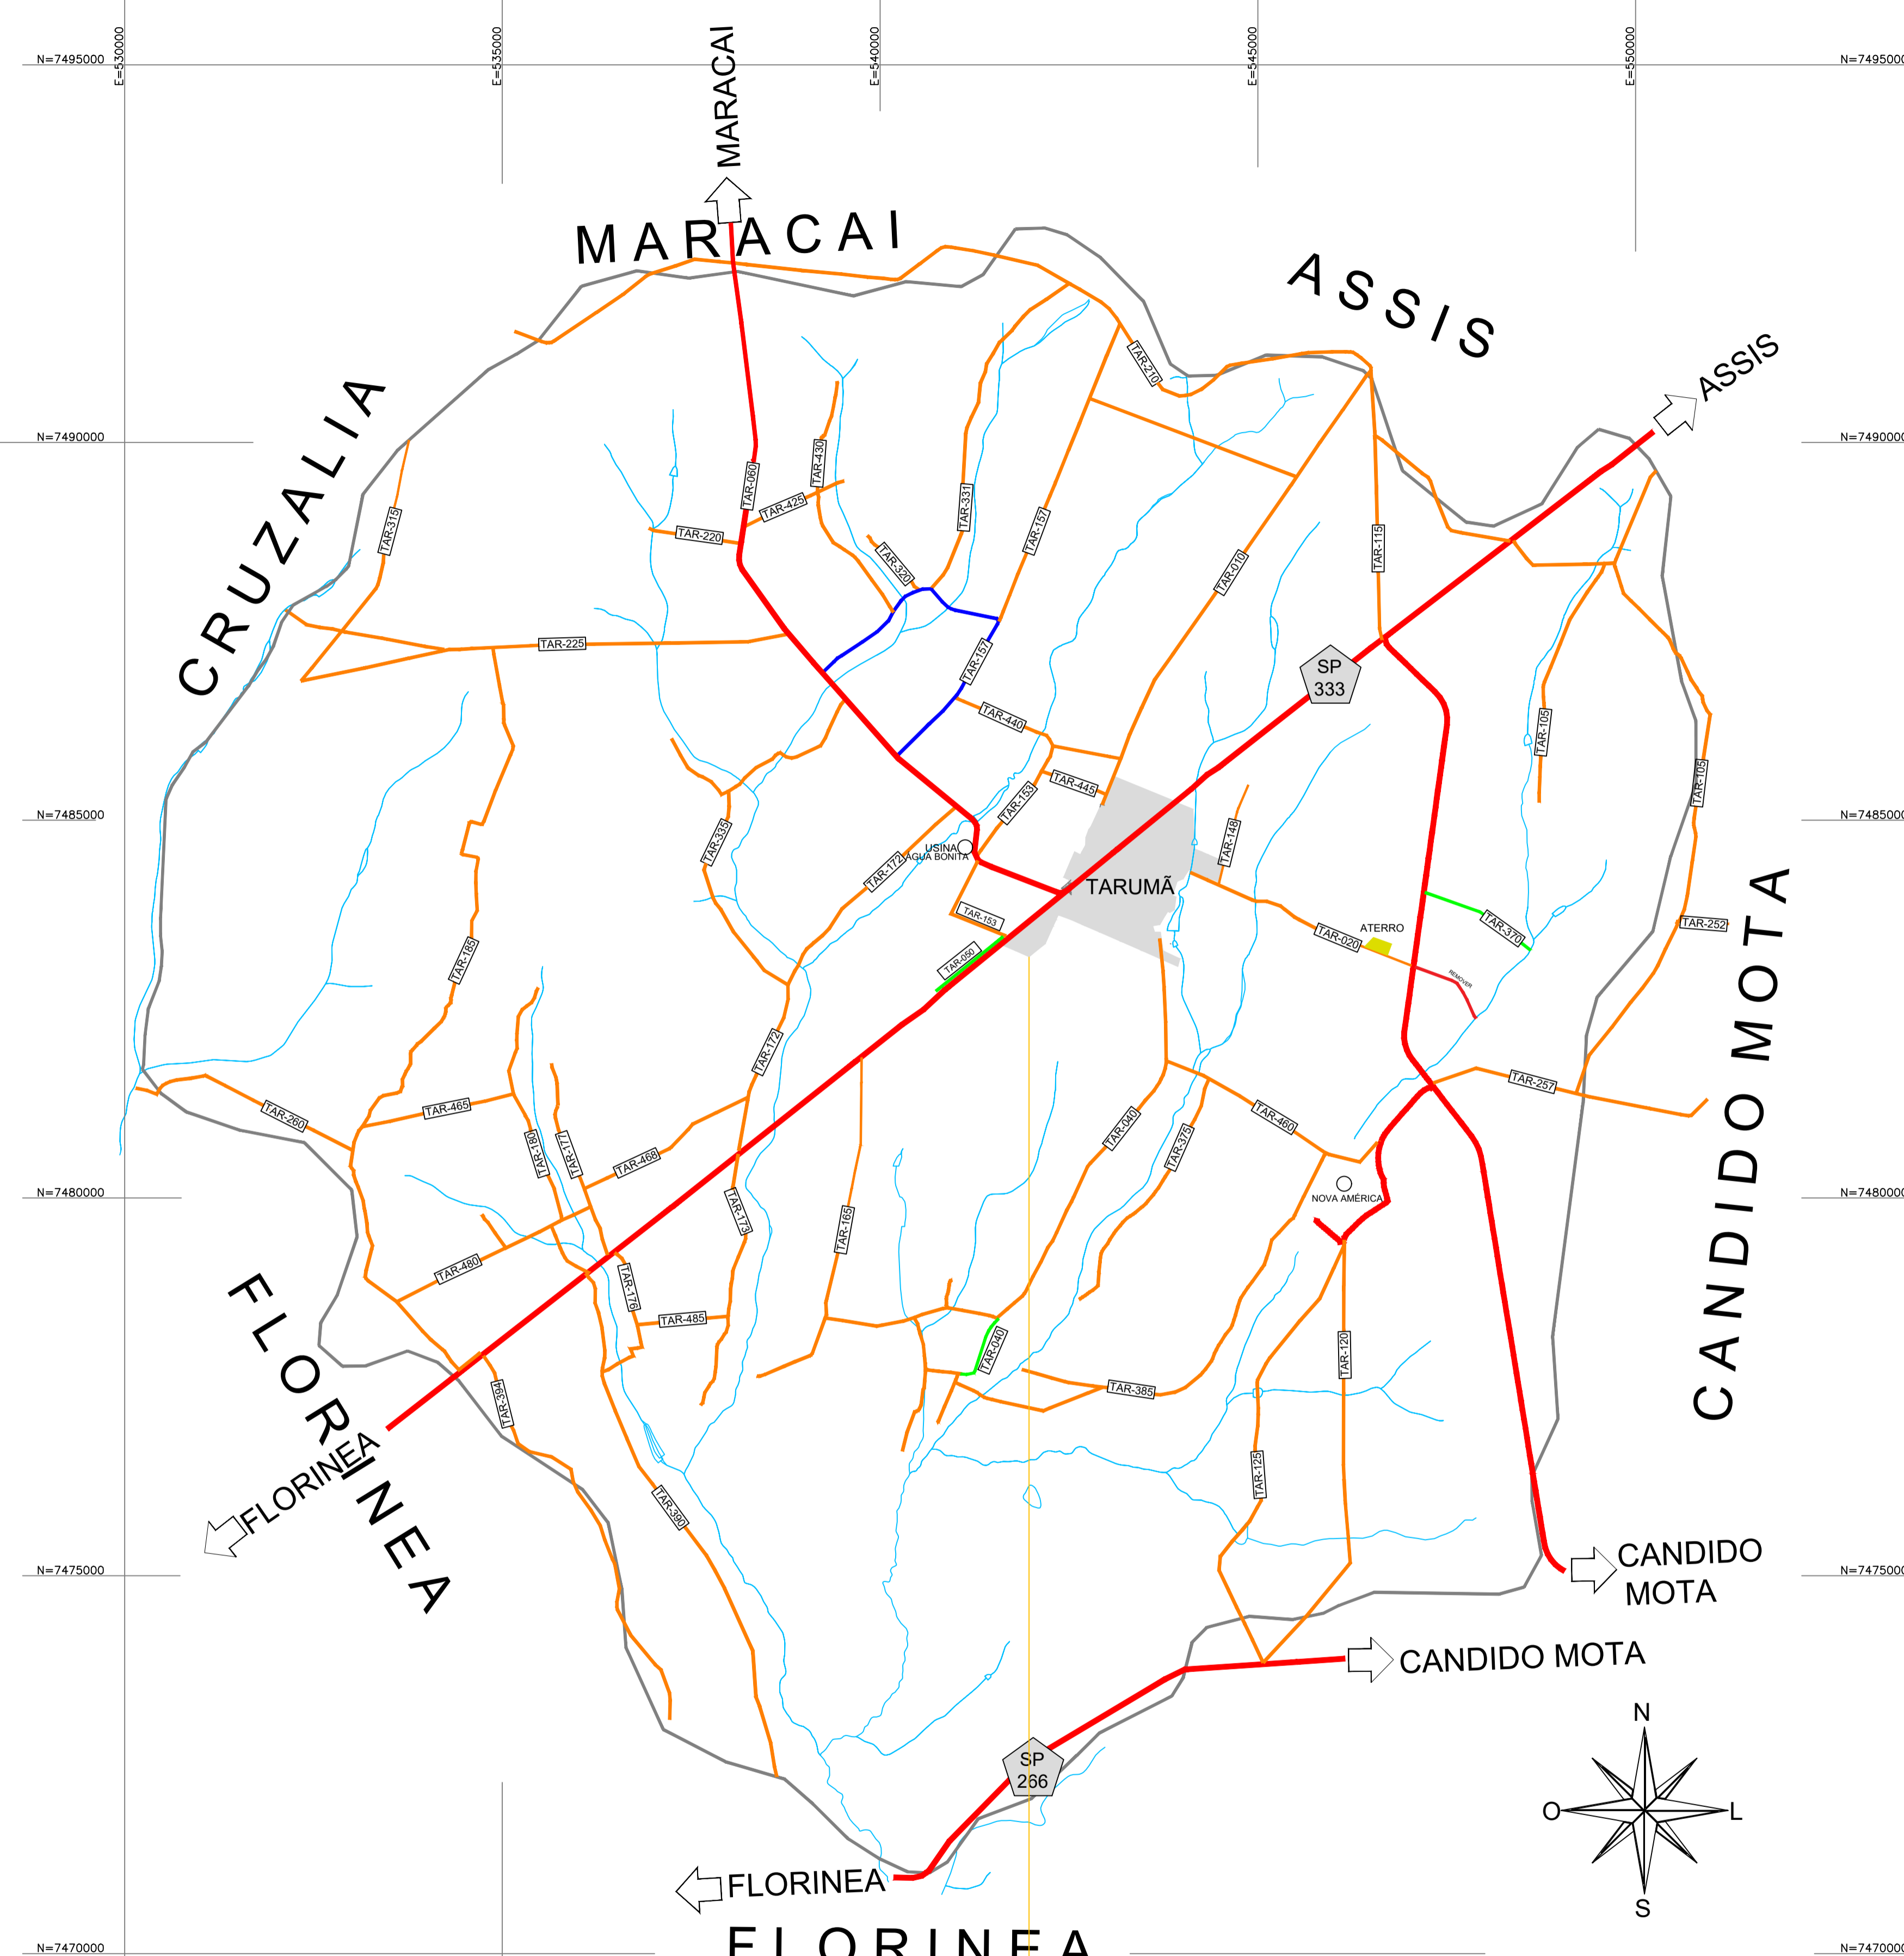 E=530000
E=535000
E=540000
E=545000
E=550000
N=7495000
N=7495000
MARACAI
MARACAI
ASSIS
ASSIS
CRUZALIA
TAR-210
N=7490000
N=7490000
TAR-430
TAR-060
TAR-425
TAR-331
TAR-157
TAR-315
TAR-220
TAR-320
TAR-115
TAR-010
TAR-225
TAR-157
SP
333
TAR-440
TAR-105
TAR-445
TAR-105
TAR-153
N=7485000
N=7485000
TAR-335
TAR-148
USINA
ÁGUA BONITA
TAR-172
TARUMÃ
TAR-153
TAR-370
TAR-252
ATERRO
TAR-020
TAR-185
TAR-050
REMOVER
CANDIDO MOTA
TAR-172
TAR-257
TAR-260
TAR-465
TAR-460
TAR-040
TAR-180
TAR-177
TAR-468
TAR-375
N=7480000
N=7480000
NOVA AMÉRICA
TAR-173
TAR-165
TAR-480
TAR-176
TAR-485
TAR-040
TAR-120
TAR-385
TAR-394
FLORINEA
FLORINEA
TAR-125
TAR-390
N=7475000
N=7475000
CANDIDO
MOTA
CANDIDO MOTA
SP
266
N
O
L
S
FLORINEA
FLORINEA
N=7470000
N=7470000